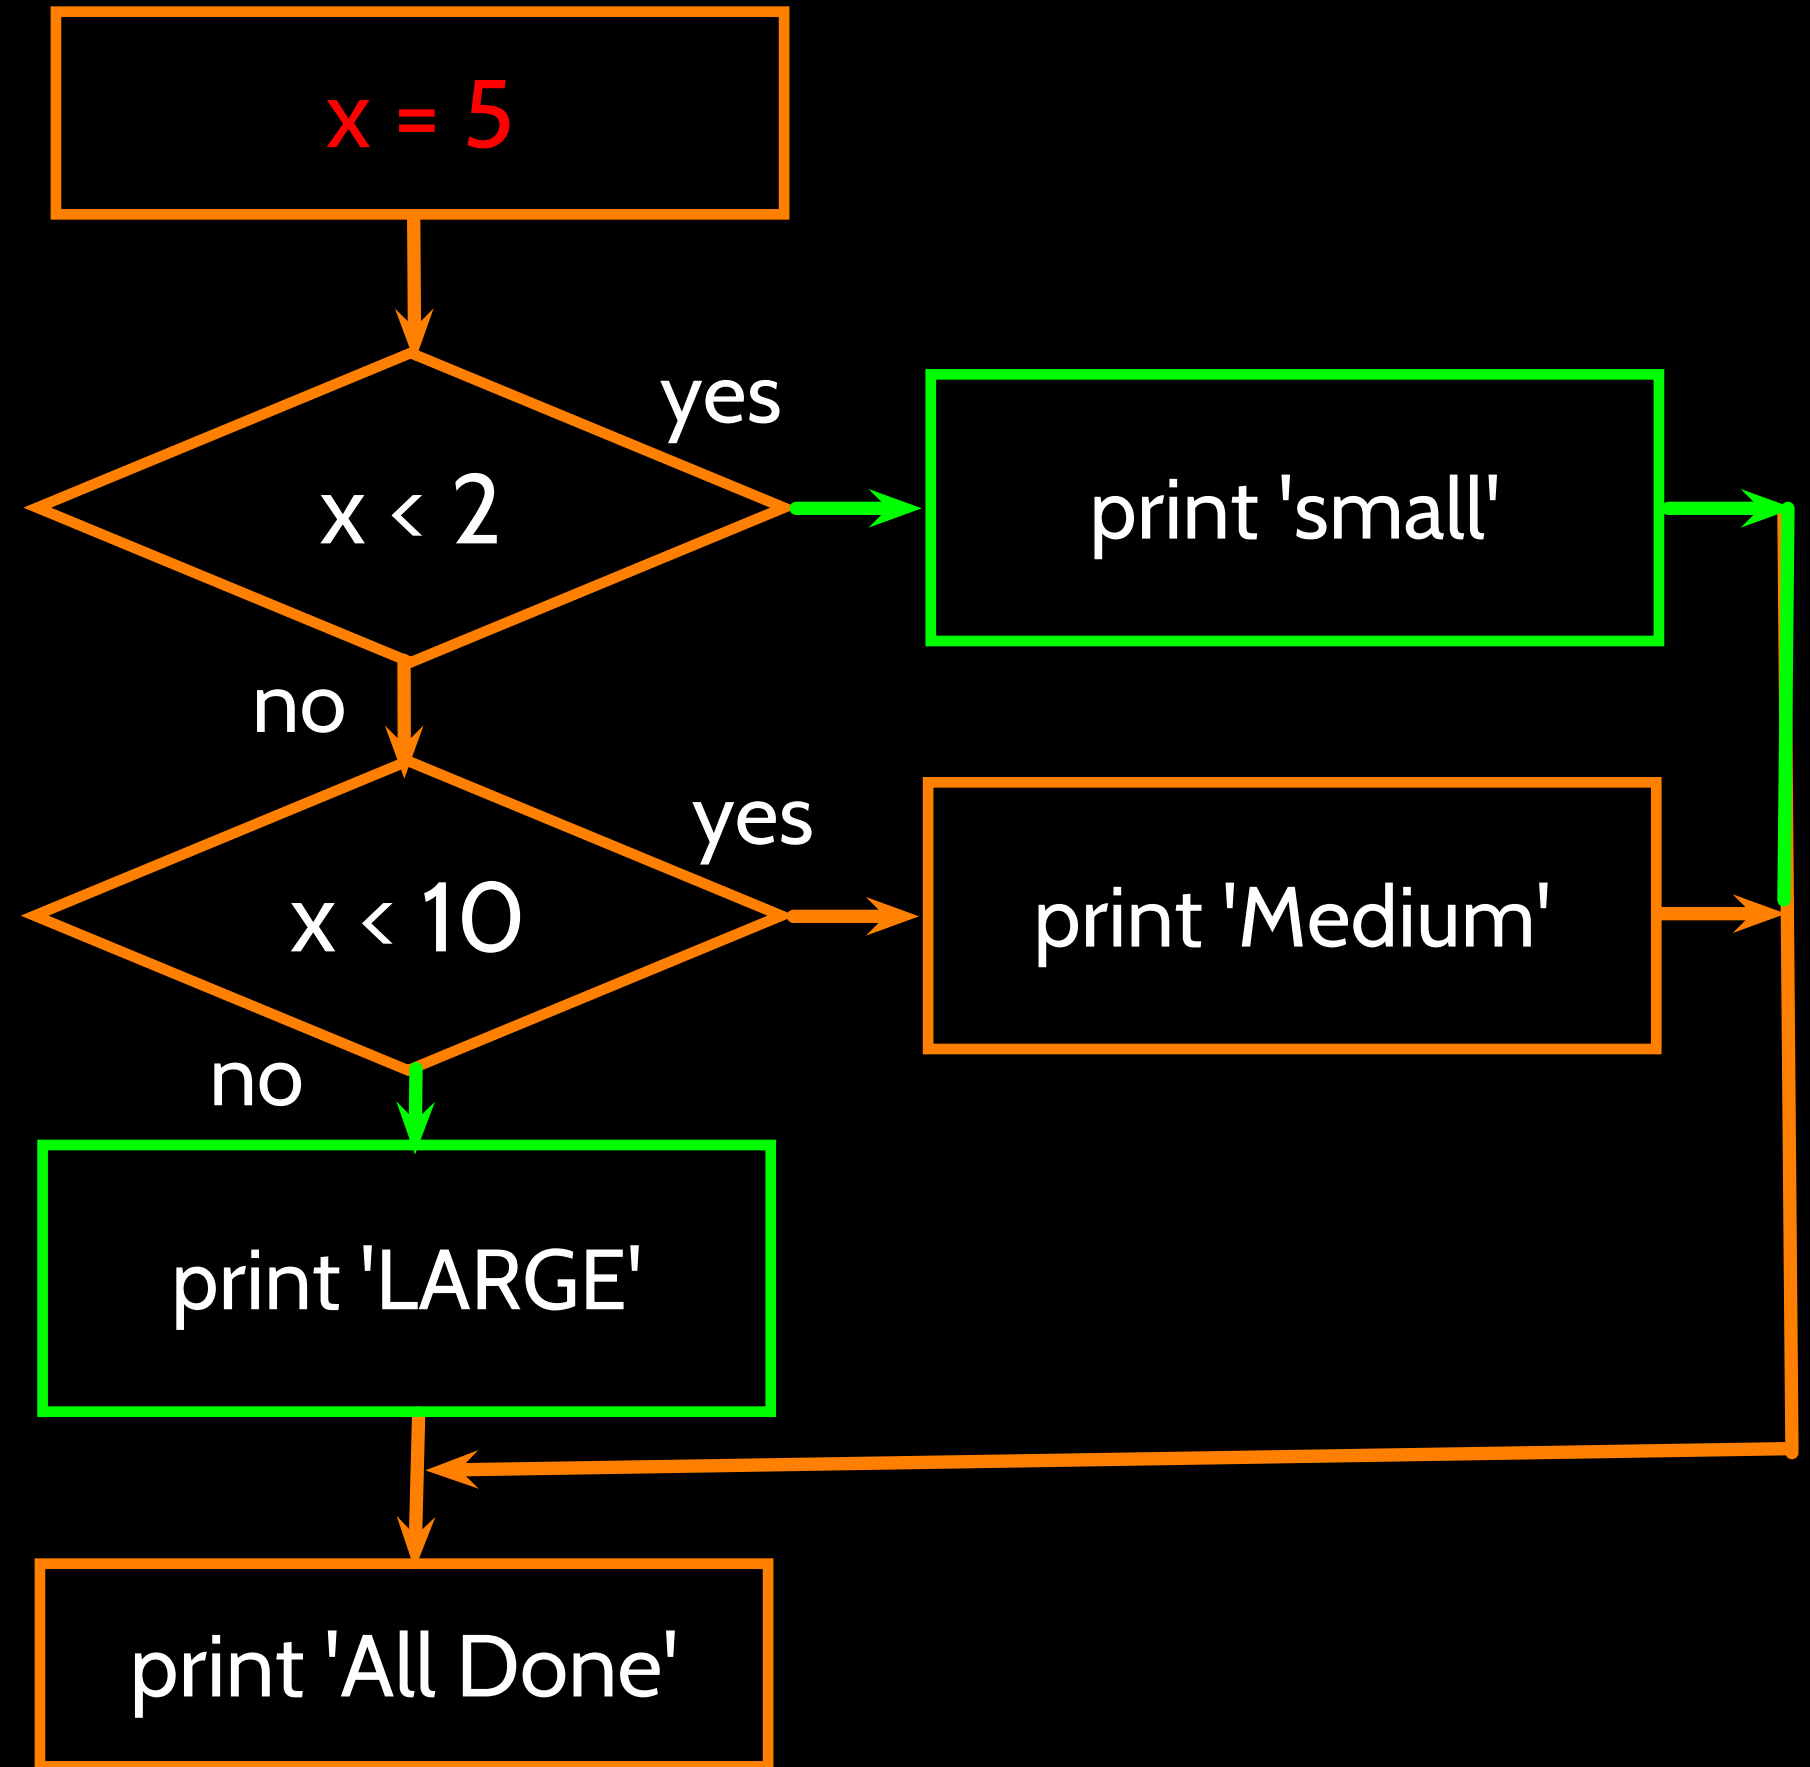 x = 5
yes
x < 2
print 'small'
no
yes
x < 10
print 'Medium'
no
print 'LARGE'
print 'All Done'